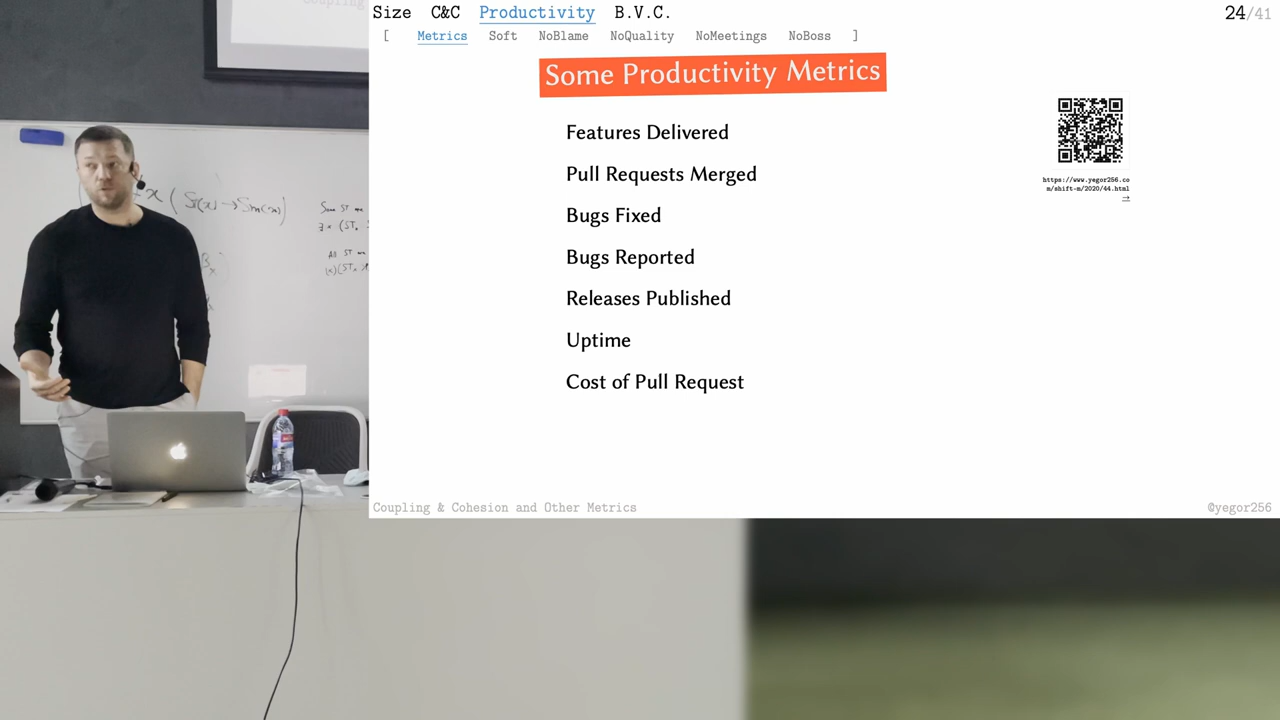 Coupling
Size C&C Productivity B.V.C.
24/41
[ Metrics Soft NoBlame NoQuality NoMeetings NoBoss ]
Some Productivity Metrics
Features Delivered
Pull Requests Merged
Bugs Fixed
Bugs Reported
Releases Published
Uptime
Cost of Pull Request
https://www.yegor256.co
m/shift-m/2020/44.html
→
Coupling & Cohesion and Other Metrics
@yegor256